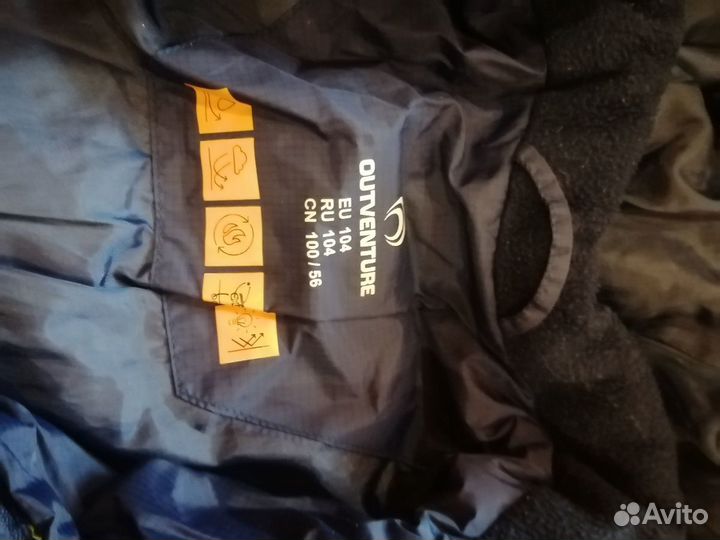 OUTVENTURE
EU 104
RU 104
CN 100 / 56
Avito